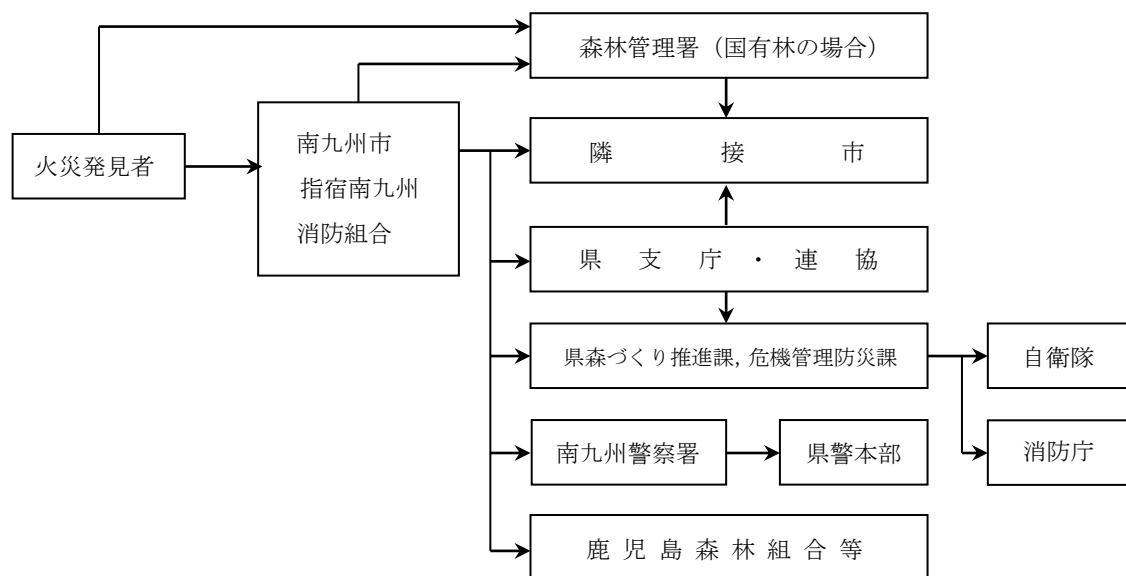 森林管理署（国有林の場合）
火災発見者
南九州市
指宿南九州
消防組合
隣接市
県支庁・連協
県森づくり推進課，危機管理防災課
自衛隊
南九州警察署
県警本部
消防庁
鹿児島森林組合等